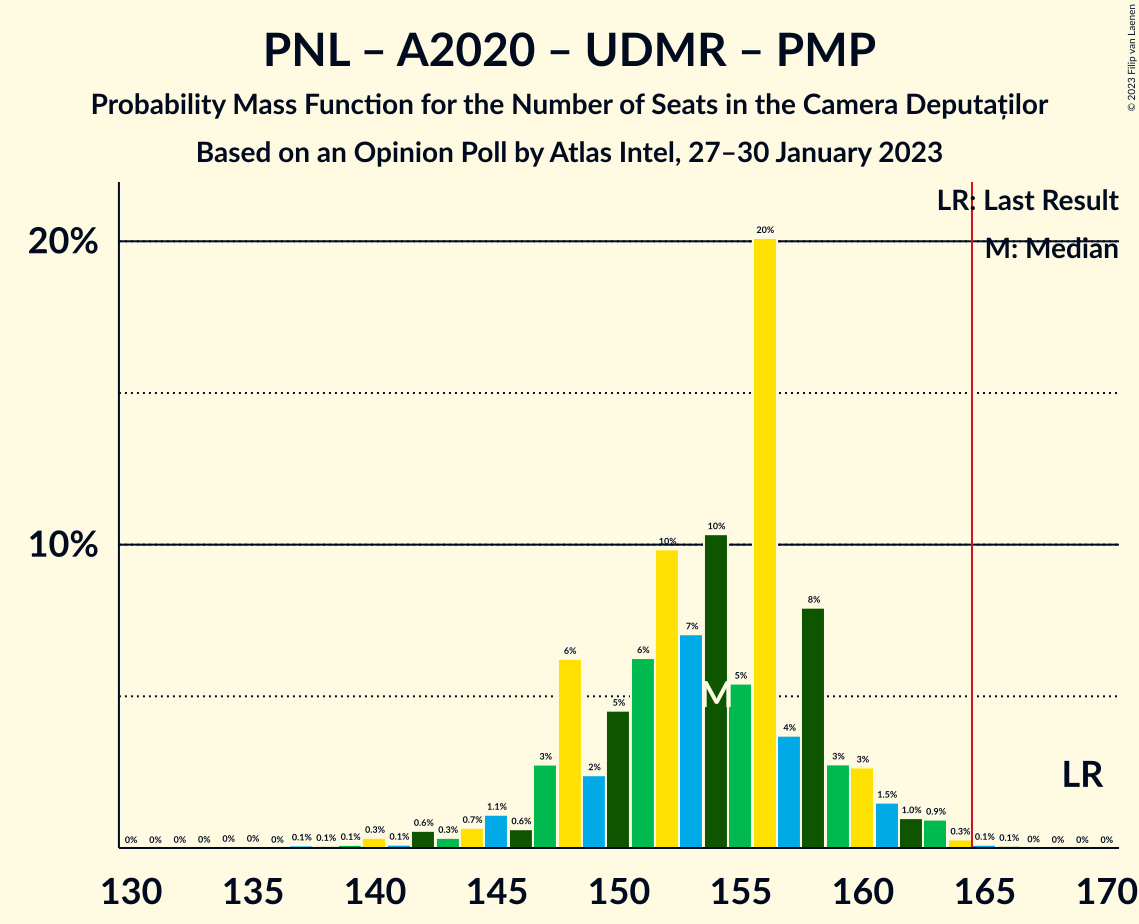 PNL – A2020 – UDMR – PMP
Probability Mass Function for the Number of Seats in the Camera Deputaților
Based on an Opinion Poll by Atlas Intel, 27–30 January 2023
© 2023 Filip van Laenen
LR: Last Result
M: Median
20%
10%
0% 0% 0% 0% 0% 0% 0% 0.1% 0.1% 0.1% 0.3% 0.1% 0.6% 0.3% 0.7% 1.1% 0.6% 3% 6% 2% 5% 6% 10% 7% 10% 5% 20% 4% 8% 3% 3% 1.5% 1.0% 0.9% 0.3% 0.1% 0.1% 0% 0% 0% 0%
M
LR
130 135 140 145 150 155 160 165 170